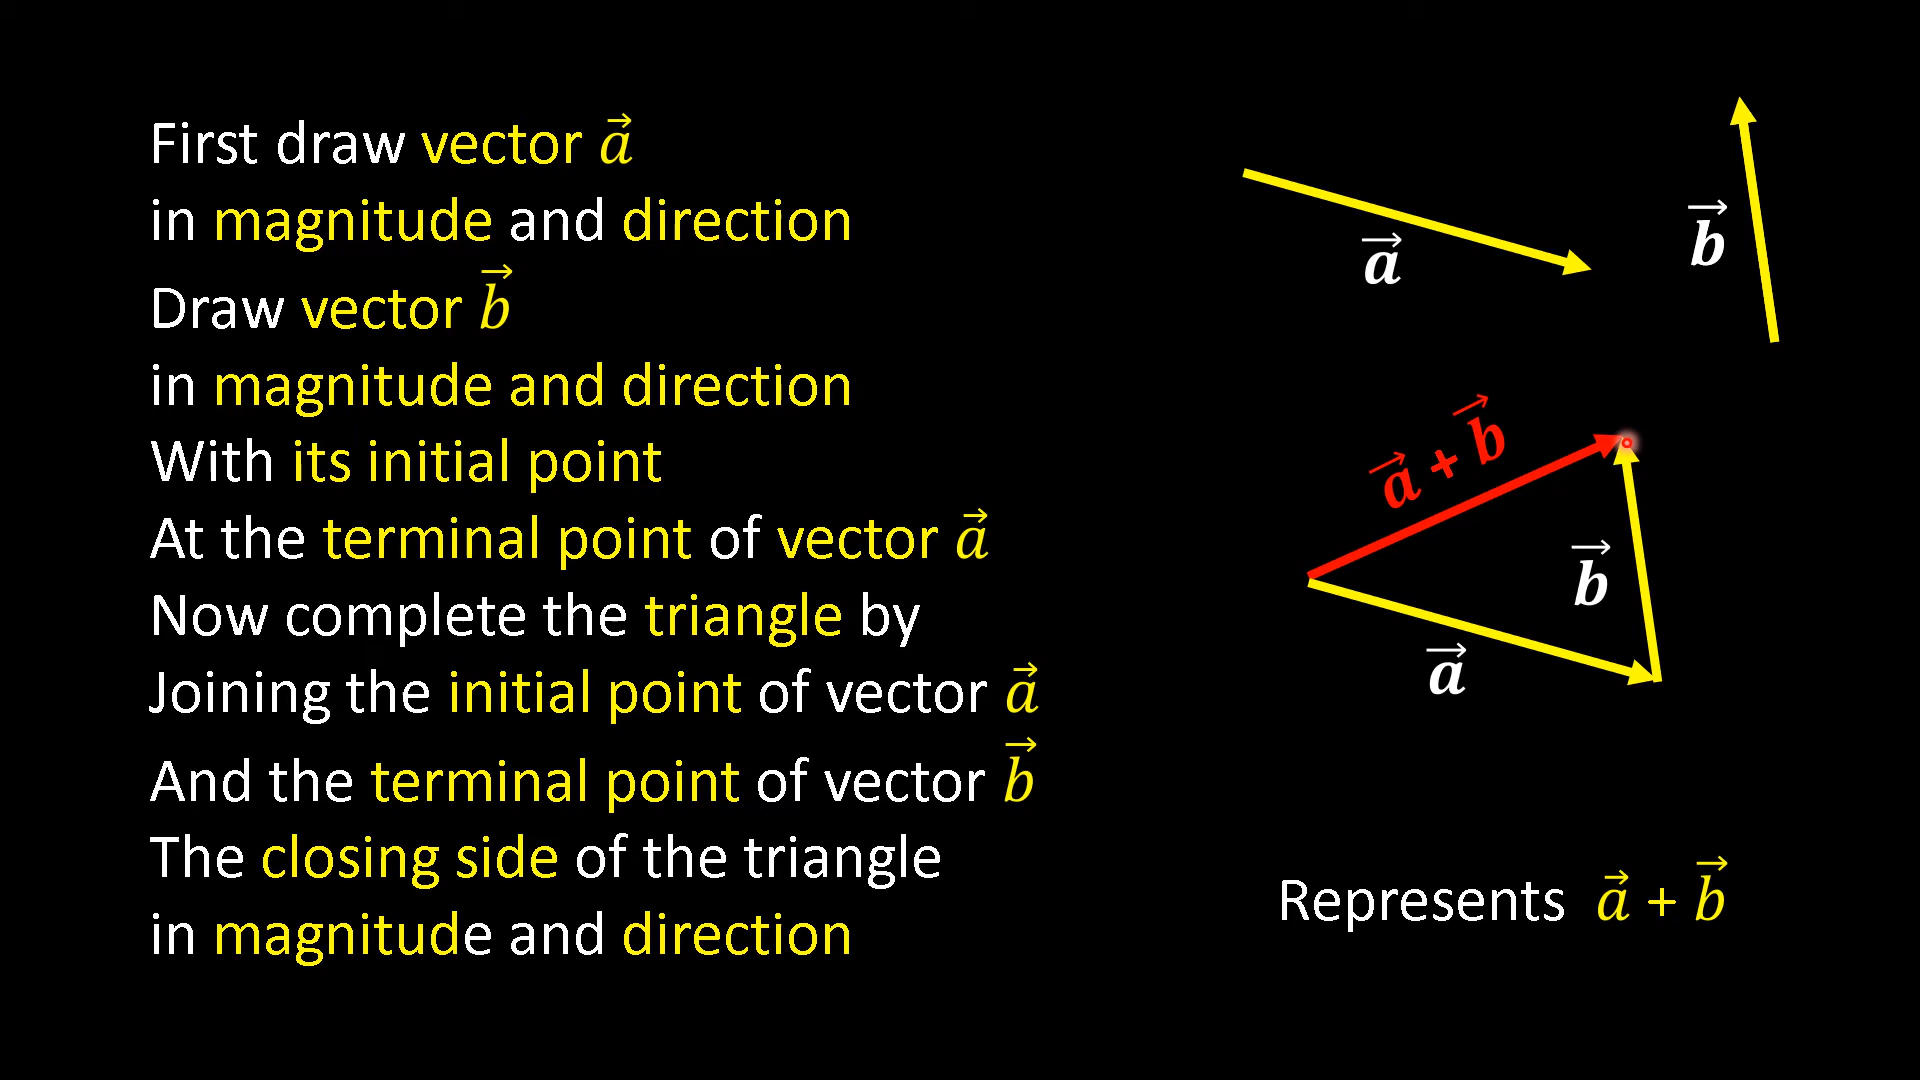 First draw vector a⃗
in magnitude and direction
Draw vector b⃗
in magnitude and direction
With its initial point
At the terminal point of vector a⃗
Now complete the triangle by
Joining the initial point of vector a⃗
And the terminal point of vector b⃗
The closing side of the triangle
in magnitude and direction
a⃗
b⃗
a⃗ + b⃗
b⃗
a⃗
Represents a⃗ + b⃗